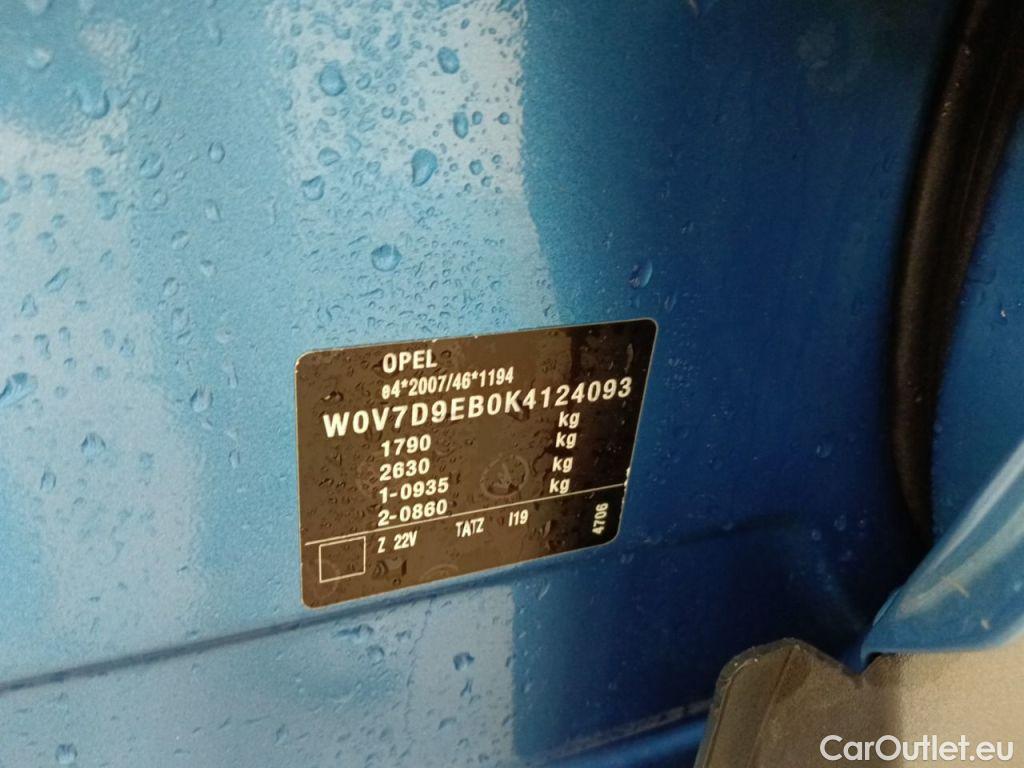 OPEL
e4*2007/46*1194
W0V7D9EB0K4124093
1790 kg
2630 kg
1-0935 kg
2-0860 kg
Z 22V TATZ I19
4706
CarOutlet.eu